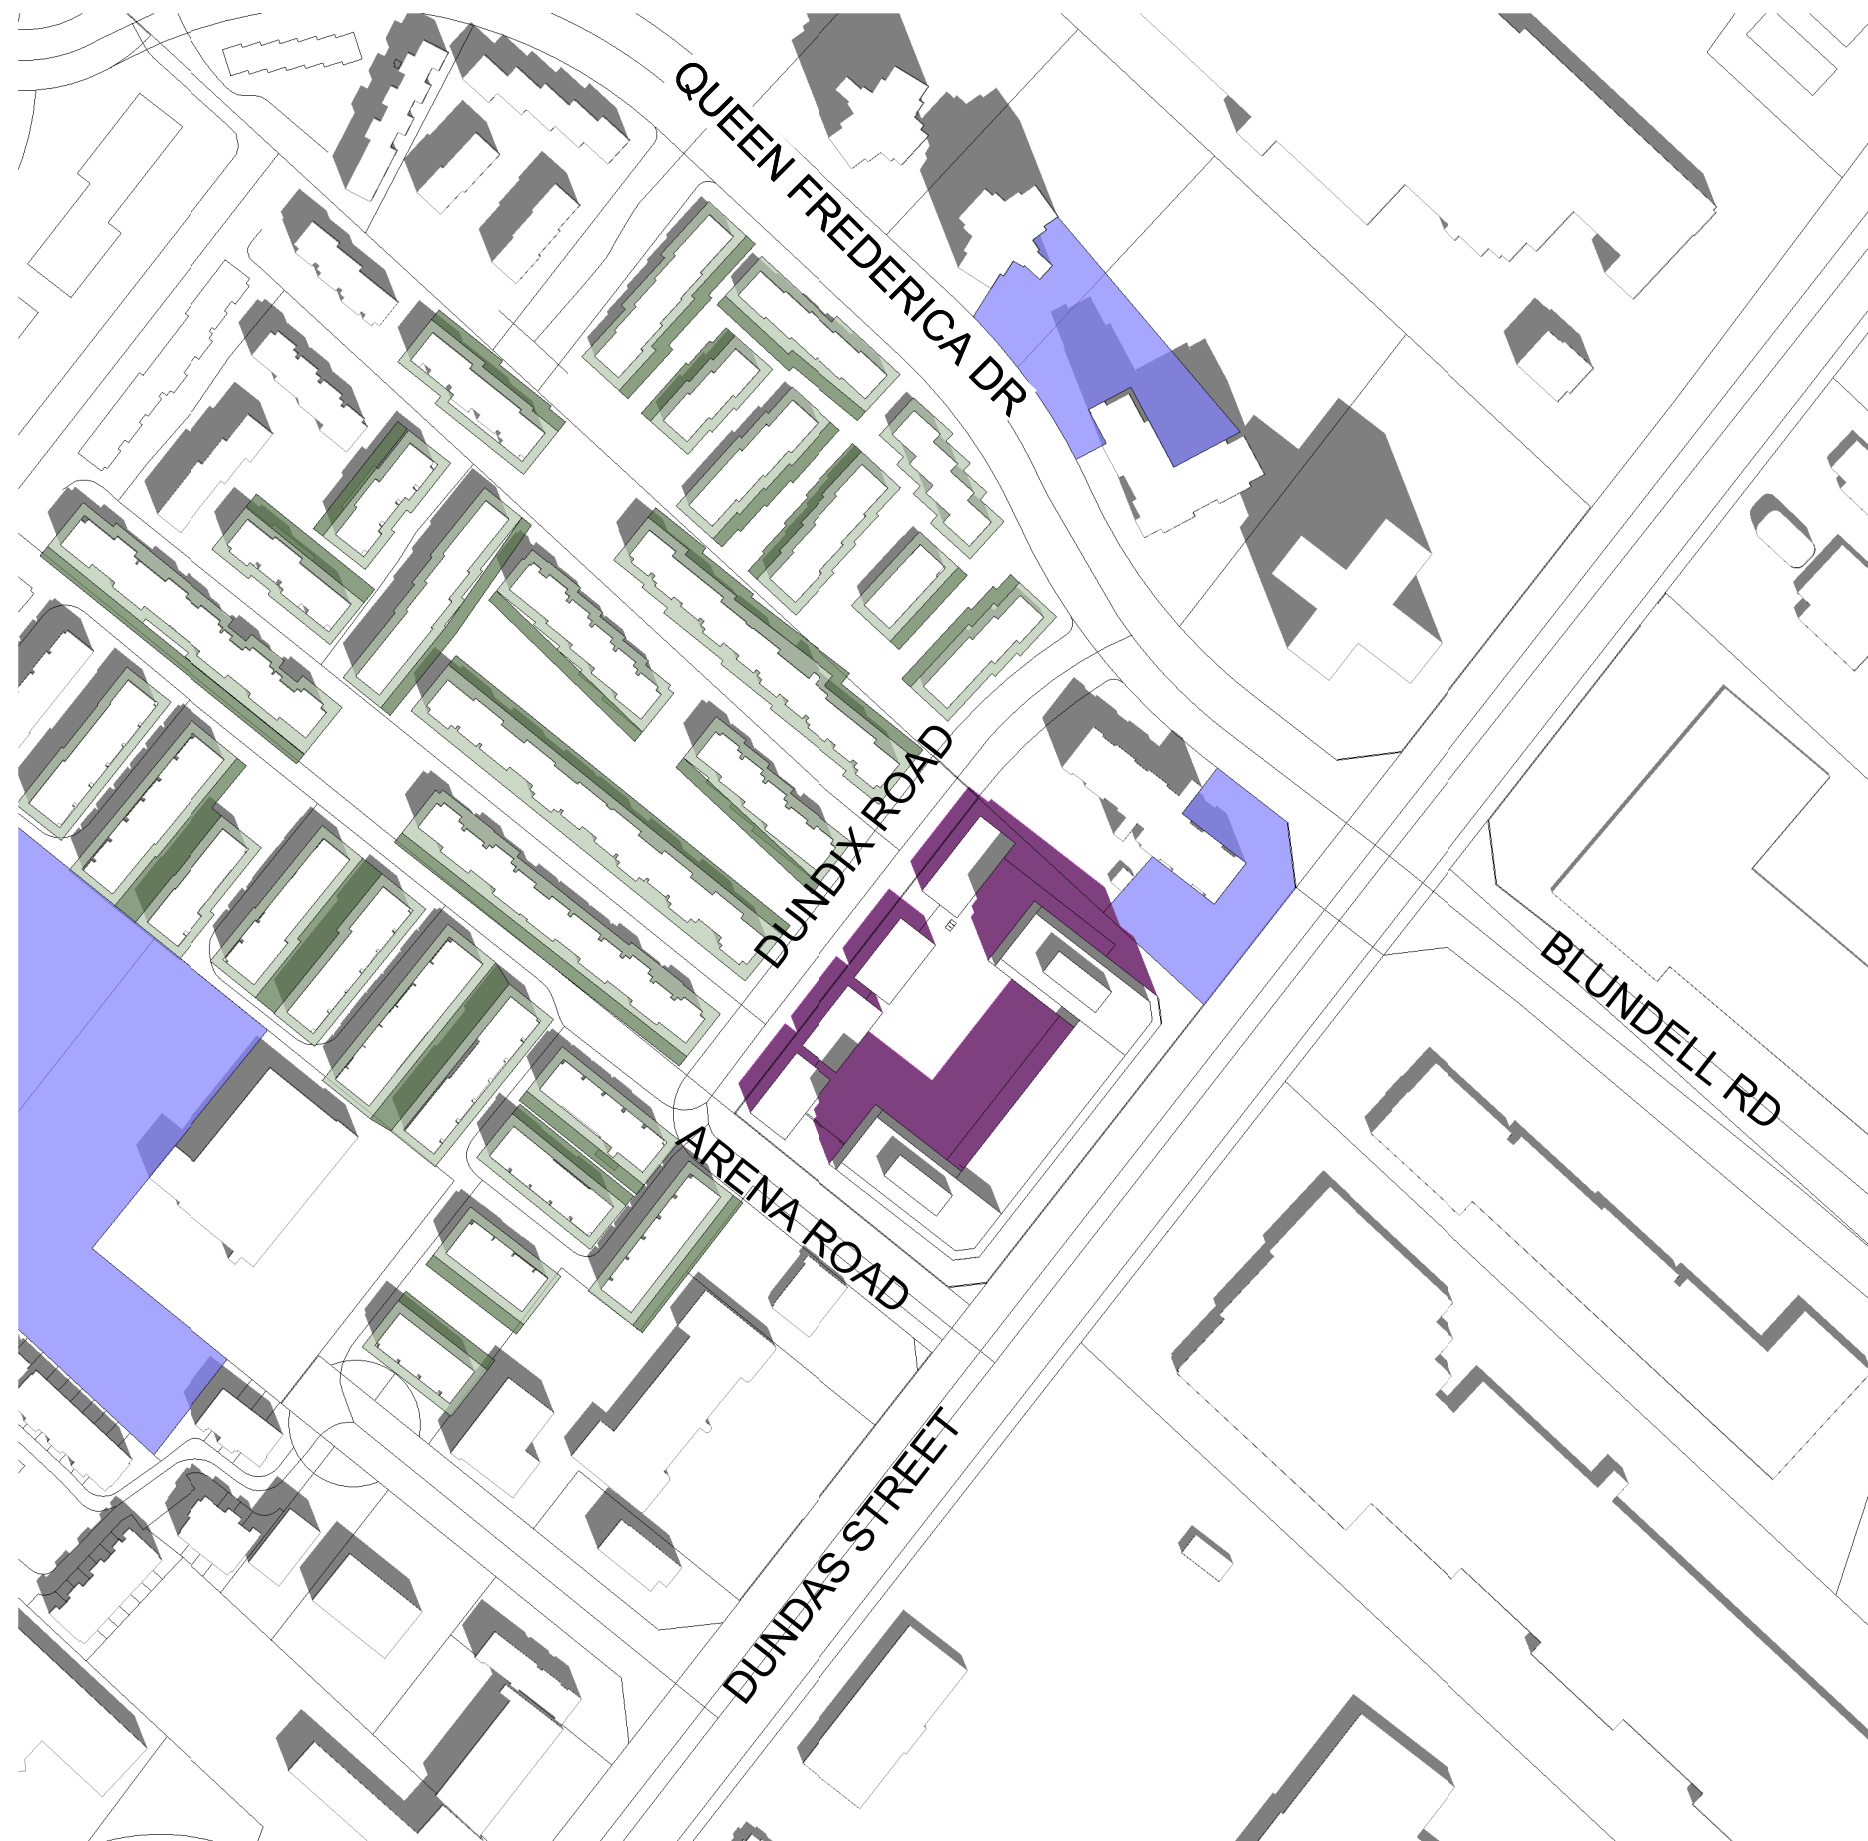 QUEEN FREDERICA DR
DUNDIX ROAD
BLUNDELL RD
ARENA ROAD
DUNDAS STREET